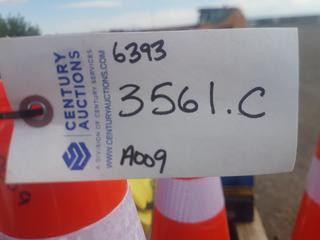 6393
3561.C
A009
CENTURY
AUCTIONS
A DIVISION OF CENTURY SERVICES
WWW.CENTURYAUCTIONS.COM